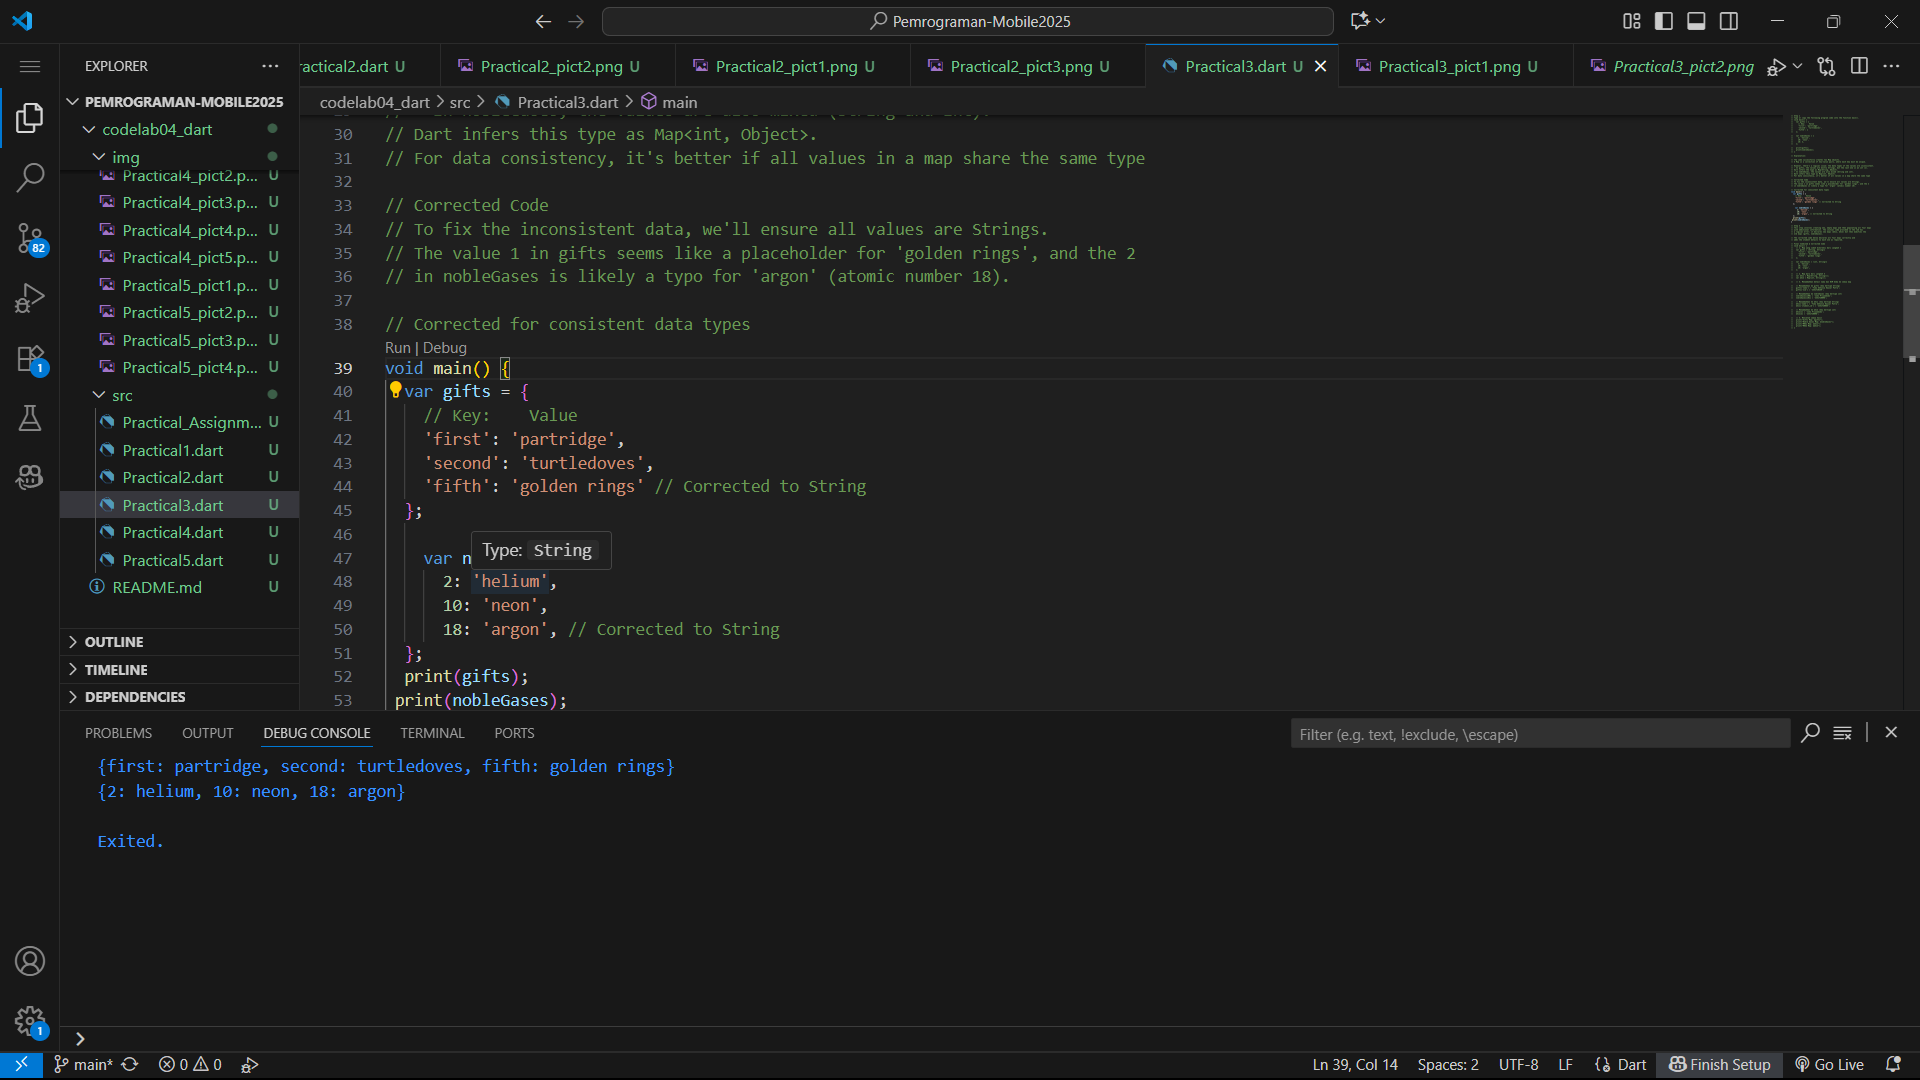 Pemrograman-Mobile2025
EXPLORER
PEMROGRAMAN-MOBILE2025
codelab04_dart
img
Practical4_pict2.p... U
Practical4_pict3.p... U
Practical4_pict4.p... U
Practical4_pict5.p... U
Practical5_pict1.p... U
Practical5_pict2.p... U
Practical5_pict3.p... U
Practical5_pict4.p... U
src
Practical_Assignm... U
Practical1.dart U
Practical2.dart U
Practical3.dart U
Practical4.dart U
Practical5.dart U
README.md U
OUTLINE
TIMELINE
DEPENDENCIES
82
1
1
ractical2.dart U
Practical2_pict2.png U
Practical2_pict1.png U
Practical2_pict3.png U
Practical3.dart U
Practical3_pict1.png U
Practical3_pict2.png
codelab04_dart > src > Practical3.dart > main
30 // Dart infers this type as Map<int, Object>.
31 // For data consistency, it's better if all values in a map share the same type
32
33 // Corrected Code
34 // To fix the inconsistent data, we'll ensure all values are Strings.
35 // The value 1 in gifts seems like a placeholder for 'golden rings', and the 2
36 // in nobleGases is likely a typo for 'argon' (atomic number 18).
37
38 // Corrected for consistent data types
Run | Debug
39 void main() {
40 var gifts = {
41 // Key:    Value
42 'first': 'partridge',
43 'second': 'turtledoves',
44 'fifth': 'golden rings' // Corrected to String
45 };
46
Type: String
47 var n
48 2: 'helium',
49 10: 'neon',
50 18: 'argon', // Corrected to String
51 };
52 print(gifts);
53 print(nobleGases);
PROBLEMS OUTPUT DEBUG CONSOLE TERMINAL PORTS
Filter (e.g. text, !exclude, \escape)
{first: partridge, second: turtledoves, fifth: golden rings}
{2: helium, 10: neon, 18: argon}
Exited.
main* 0 0
Ln 39, Col 14 Spaces: 2 UTF-8 LF Dart Finish Setup Go Live